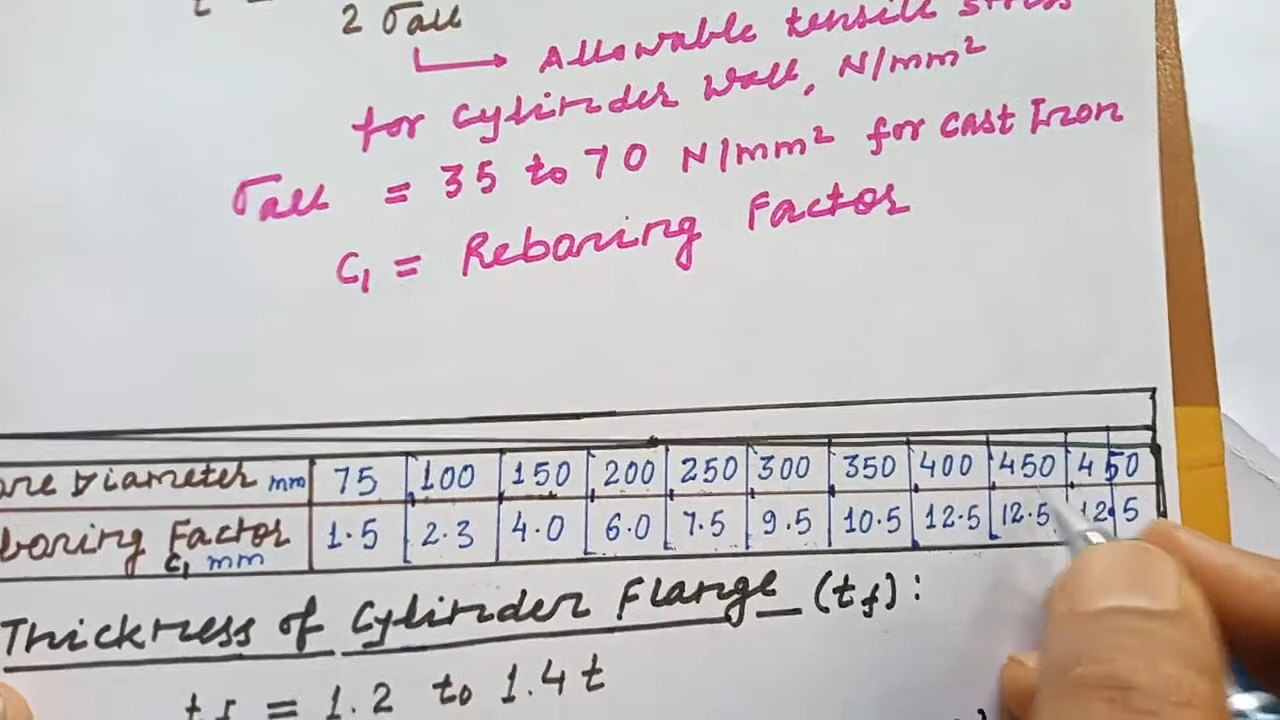 2 σall
Allowable tensile stress
for Cylinder Wall, N/mm²
σall = 35 to 70 N/mm² for Cast Iron
C₁ = Reboring Factor
Diameter mm 75 100 150 200 250 300 350 400 450 450
Factor C₁ mm 1.5 2.3 4.0 6.0 7.5 9.5 10.5 12.5 12.5 12.5
Thickness of Cylinder Flange (tf):
tf = 1.2 to 1.4 t